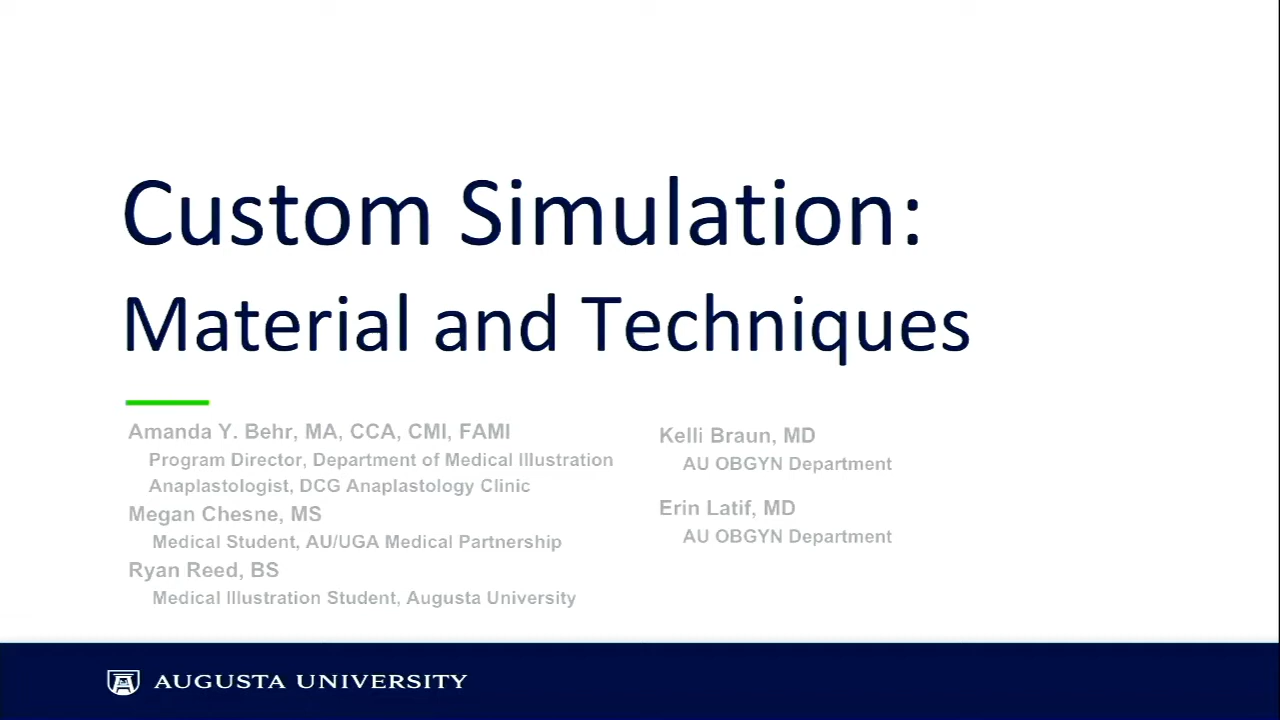 Custom Simulation:
Material and Techniques
Amanda Y. Behr, MA, CCA, CMI, FAMI
Program Director, Department of Medical Illustration
Anaplastologist, DCG Anaplastology Clinic
Megan Chesne, MS
Medical Student, AU/UGA Medical Partnership
Ryan Reed, BS
Medical Illustration Student, Augusta University
Kelli Braun, MD
AU OBGYN Department
Erin Latif, MD
AU OBGYN Department
AUGUSTA UNIVERSITY